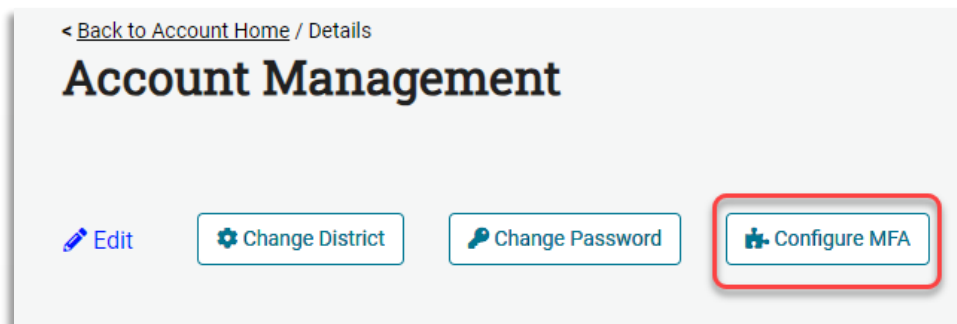 < Back to Account Home / Details
Account Management
Edit Change District Change Password Configure MFA